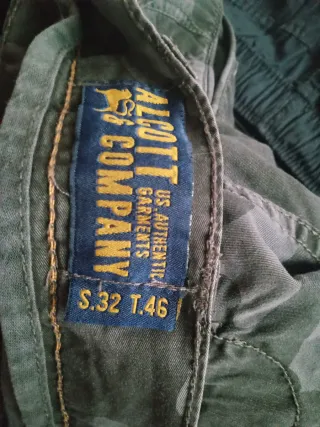 ALCOTT
& COMPANY
US AUTHENTIC
GARMENTS
S.32 T.46